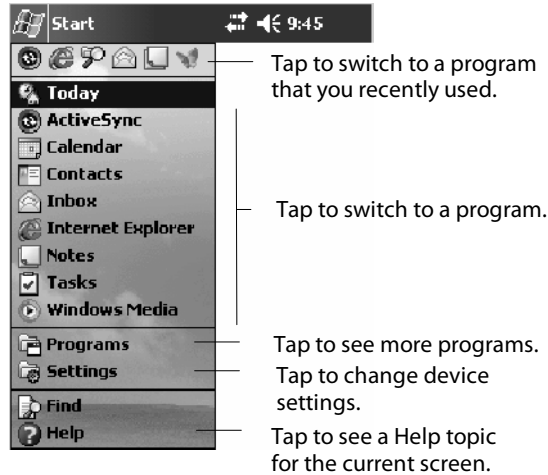 Start 9:45
Tap to switch to a program
that you recently used.
Today
ActiveSync
Calendar
Contacts
Inbox
Internet Explorer
Notes
Tasks
Windows Media
Tap to switch to a program.
Programs
Tap to see more programs.
Settings
Tap to change device
settings.
Find
Help
Tap to see a Help topic
for the current screen.